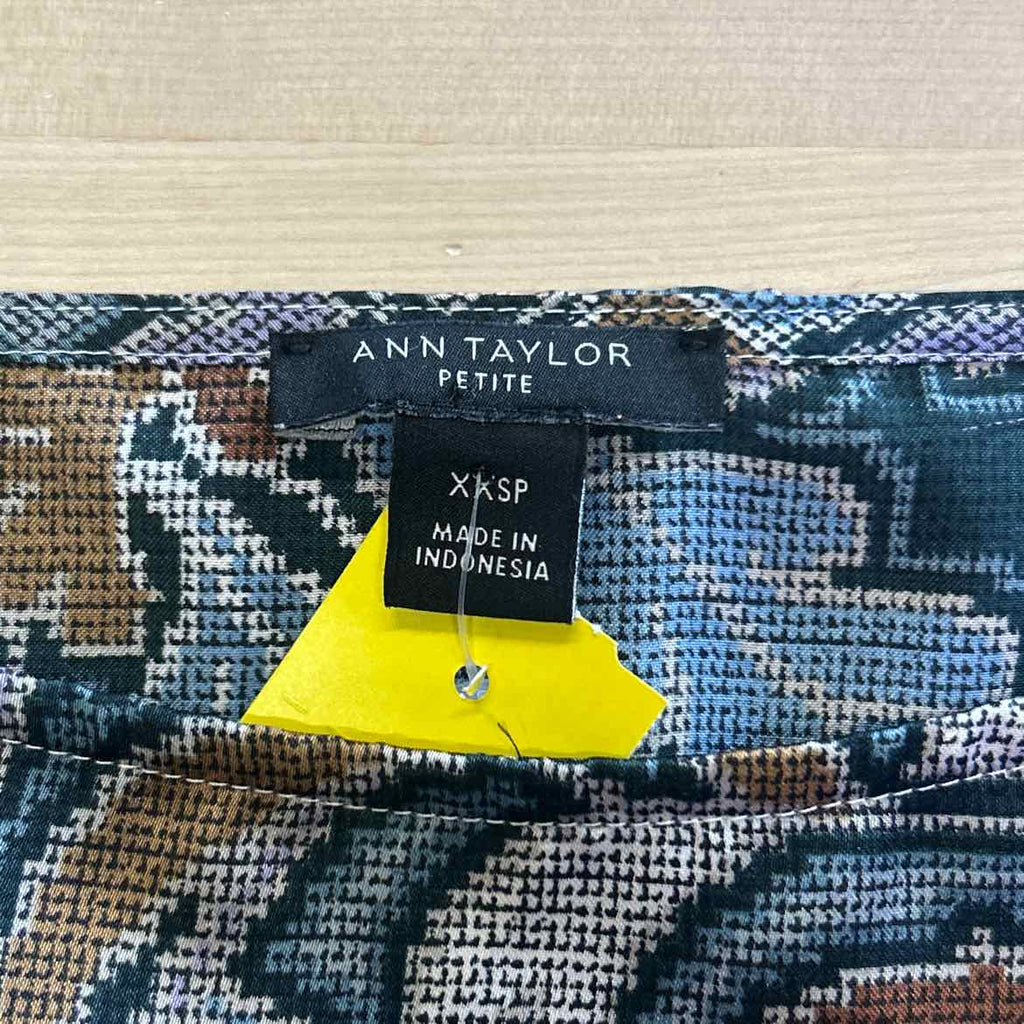 ANN TAYLOR
PETITE
XXSP
MADE IN
INDONESIA